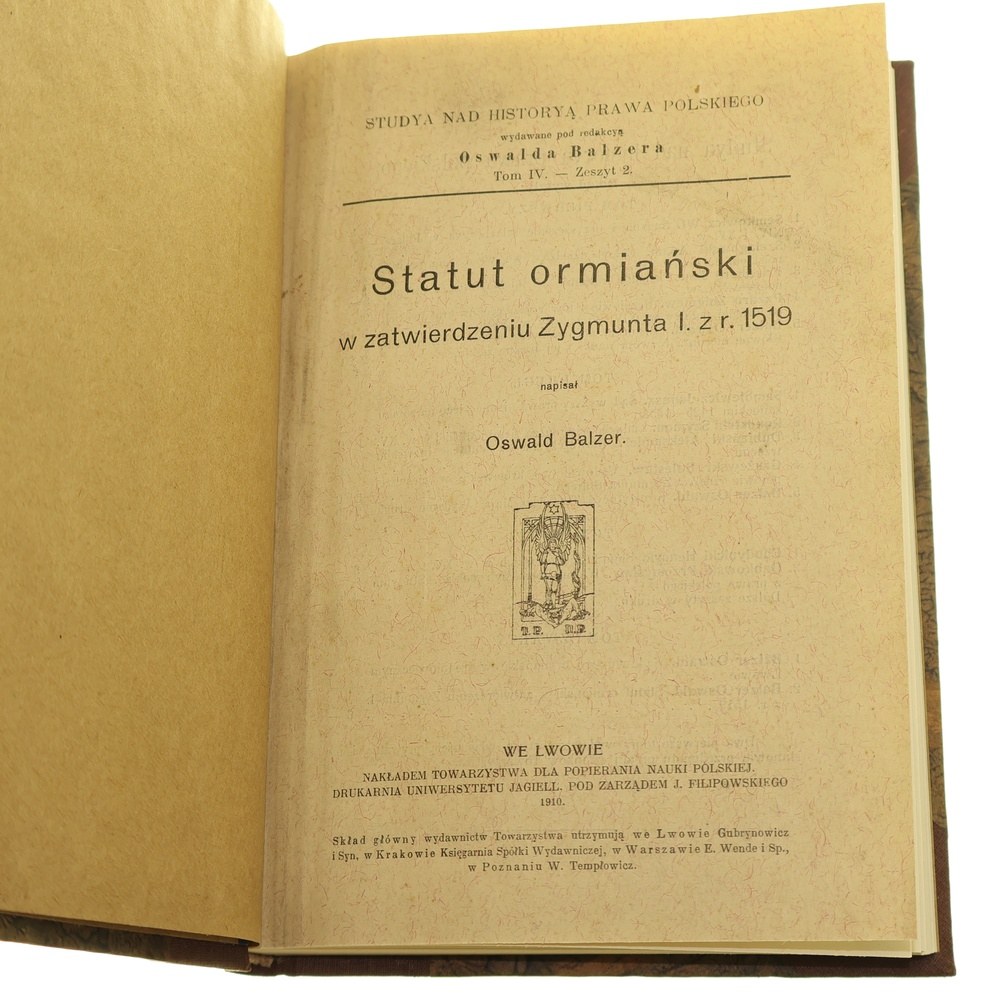 STUDYA NAD HISTORYĄ PRAWA POLSKIEGO
wydawane pod redakcyą
Oswalda Balzera
Tom IV. — Zeszyt 2.
Statut ormiański
w zatwierdzeniu Zygmunta I. z r. 1519
napisał
Oswald Balzer.
WE LWOWIE
NAKŁADEM TOWARZYSTWA DLA POPIERANIA NAUKI POLSKIEJ.
DRUKARNIA UNIWERSYTETU JAGIELL. POD ZARZĄDEM J. FILIPOWSKIEGO
1910.
Skład główny wydawnictw Towarzystwa utrzymują we Lwowie Gubrynowicz
i Syn, w Krakowie Księgarnia Spółki Wydawniczej, w Warszawie E. Wende i Sp.,
w Poznaniu W. Tempłowicz.